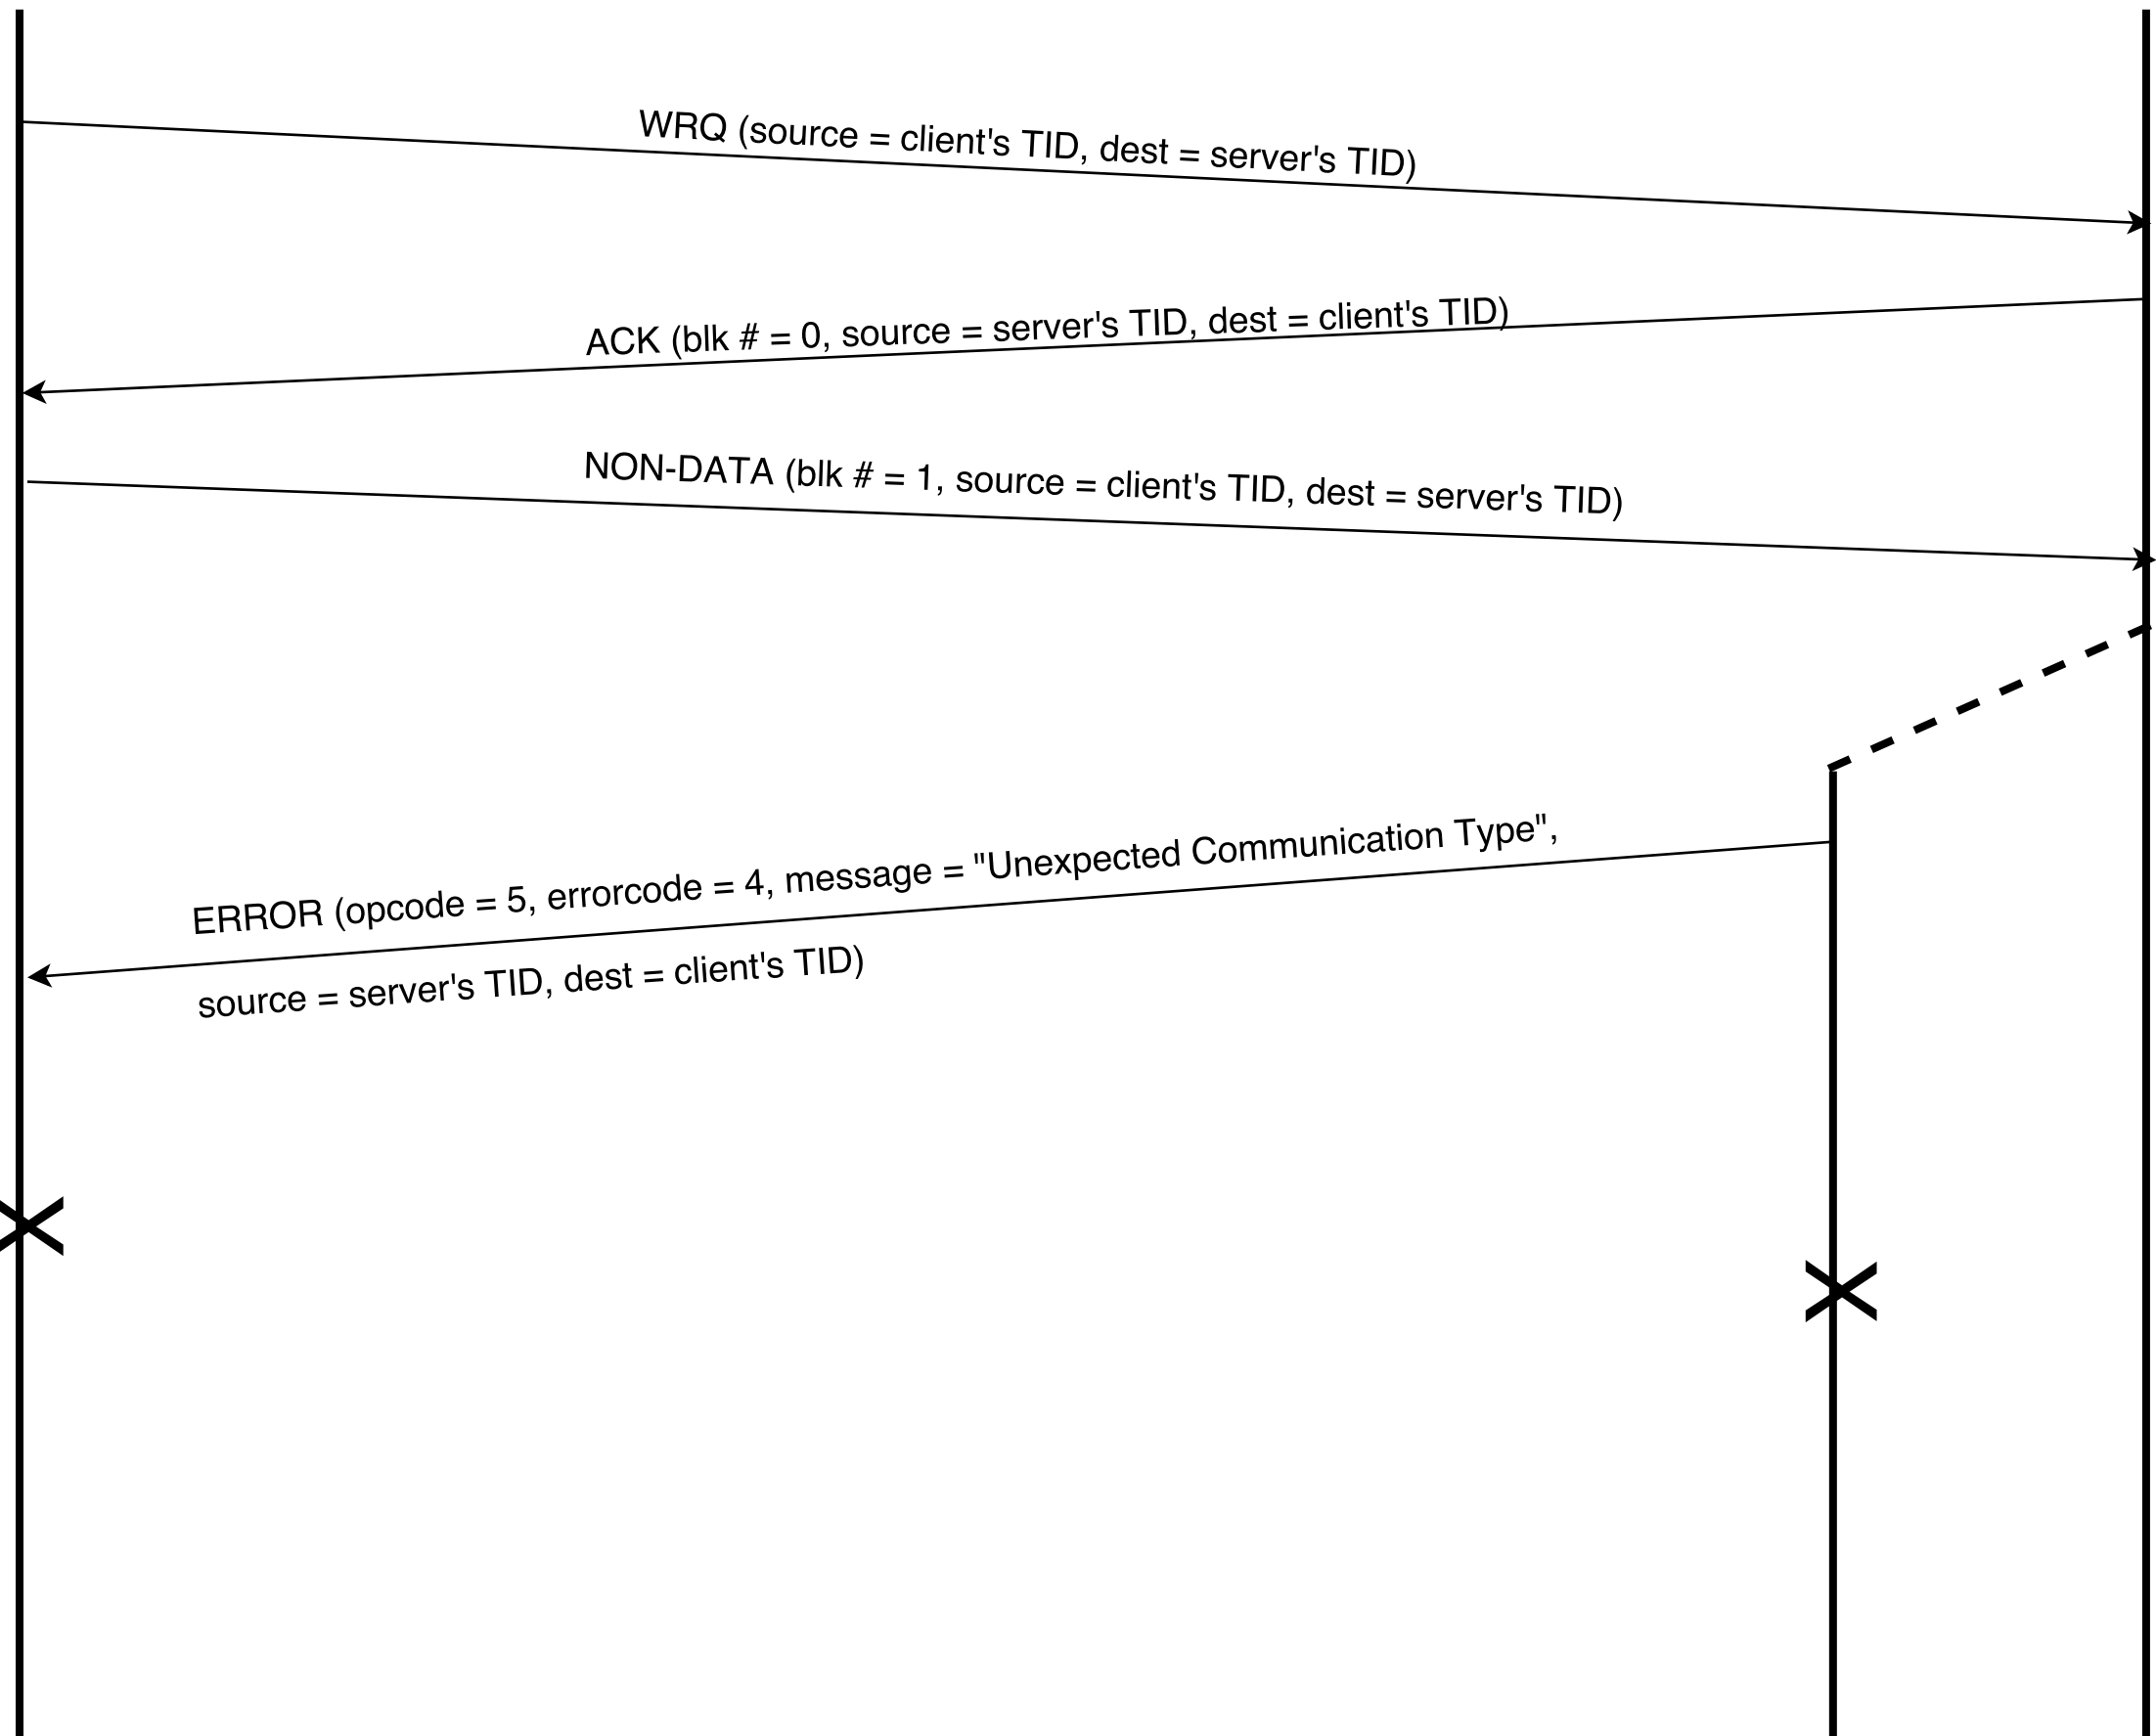 WRQ (source = client's TID, dest = server's TID)
ACK (blk # = 0, source = server's TID, dest = client's TID)
NON-DATA (blk # = 1, source = client's TID, dest = server's TID)
ERROR (opcode = 5, errorcode = 4, message = "Unexpected Communication Type",
source = server's TID, dest = client's TID)